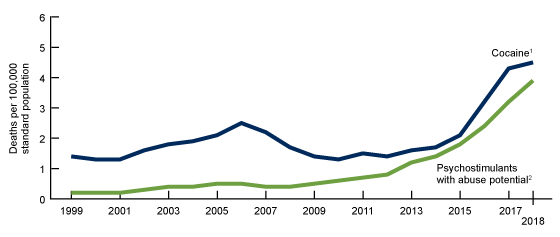 6
5
4
3
2
1
0
Deaths per 100,000
standard population
Cocaine¹
Psychostimulants
with abuse potential²
1999 2001 2003 2005 2007 2009 2011 2013 2015 2017
2018